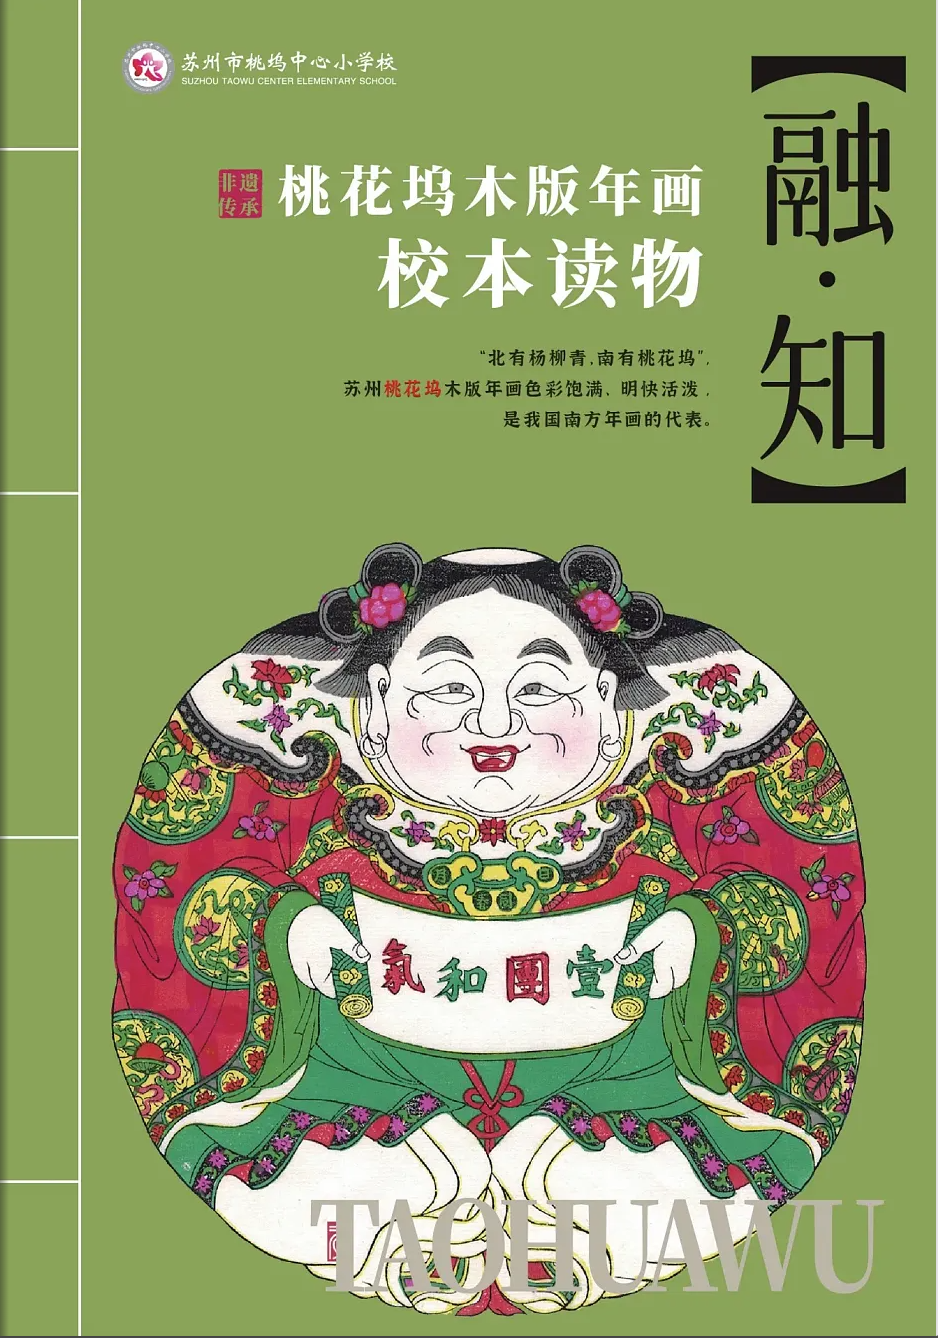 苏州市桃坞中心小学校
SUZHOU TAOWU CENTER ELEMENTARY SCHOOL
【融·知】
非遗
传承
桃花坞木版年画
校本读物
“北有杨柳青,南有桃花坞”,
苏州桃花坞木版年画色彩饱满、明快活泼,
是我国南方年画的代表。
氣和團壹
TAOHUAWU